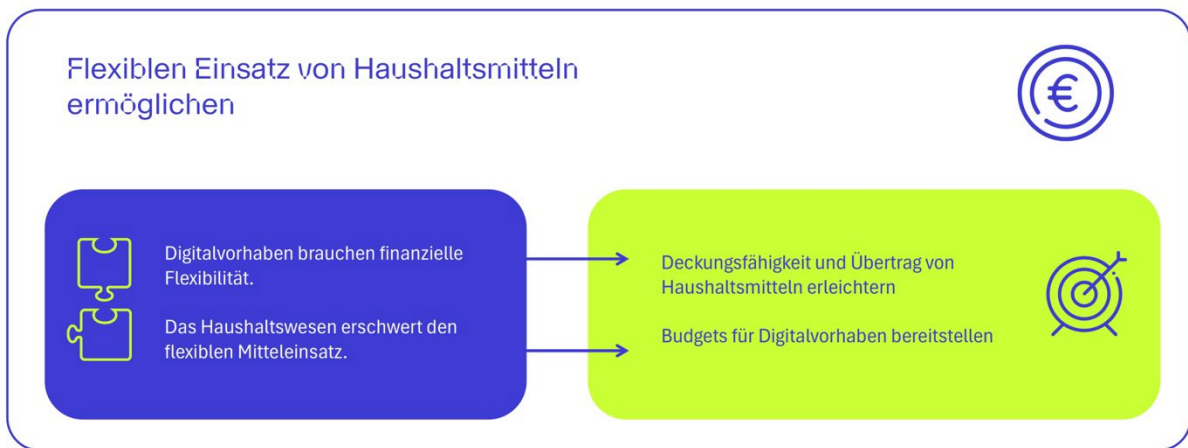 Flexiblen Einsatz von Haushaltsmitteln
ermöglichen
€
Digitalvorhaben brauchen finanzielle
Flexibilität.
Das Haushaltswesen erschwert den
flexiblen Mitteleinsatz.
Deckungsfähigkeit und Übertrag von
Haushaltsmitteln erleichtern
Budgets für Digitalvorhaben bereitstellen